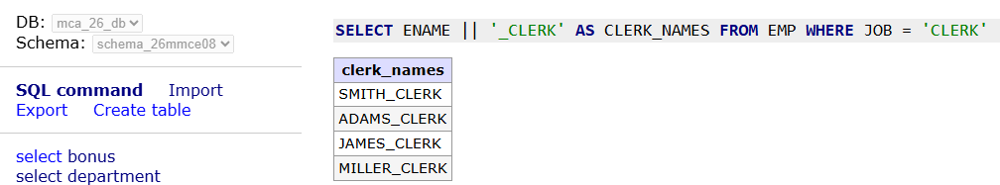 DB: mca_26_db
Schema: schema_26mmce08
SQL command Import
Export Create table
select bonus
select department
SELECT ENAME || '_CLERK' AS CLERK_NAMES FROM EMP WHERE JOB = 'CLERK'
clerk_names
SMITH_CLERK
ADAMS_CLERK
JAMES_CLERK
MILLER_CLERK